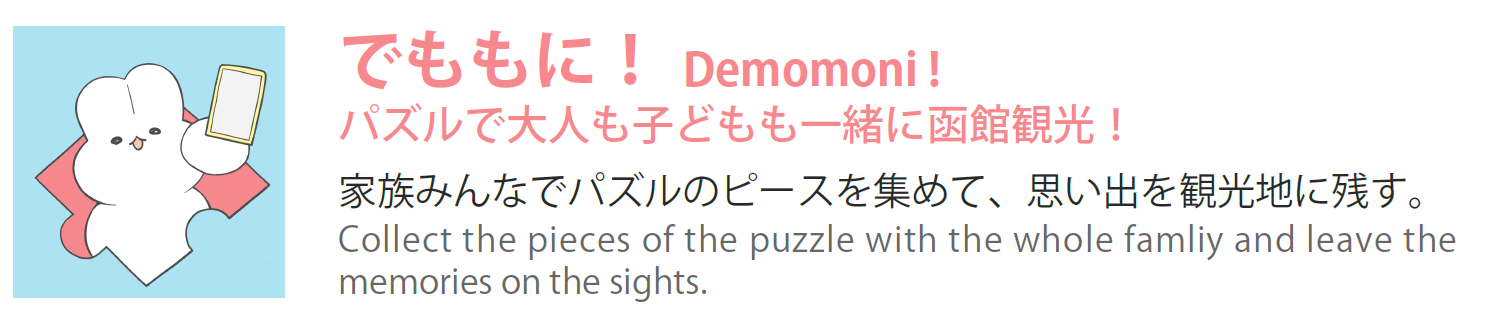 でももに！ Demomoni !
パズルで大人も子どもも一緒に函館観光！
家族みんなでパズルのピースを集めて、思い出を観光地に残す。
Collect the pieces of the puzzle with the whole famliy and leave the
memories on the sights.